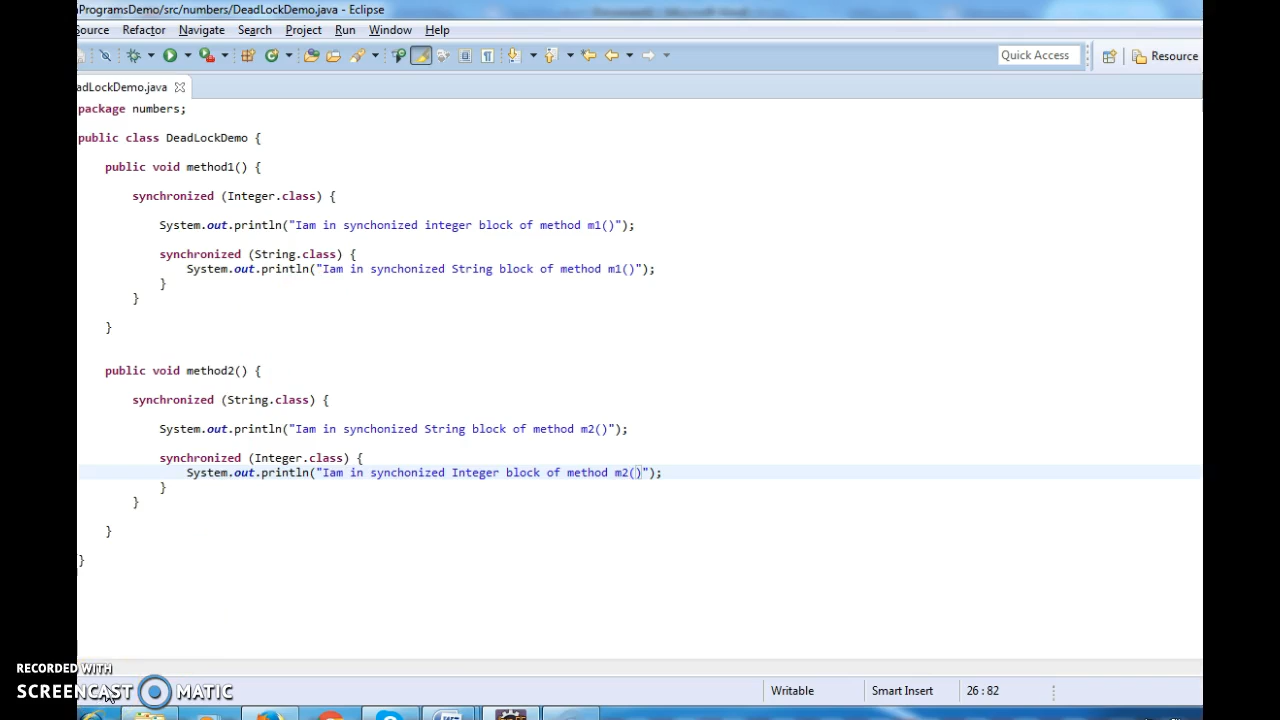 ProgramsDemo/src/numbers/DeadLockDemo.java - Eclipse
Source Refactor Navigate Search Project Run Window Help
Quick Access Resource
adLockDemo.java
package numbers;
public class DeadLockDemo {
public void method1() {
synchronized (Integer.class) {
System.out.println("Iam in synchonized integer block of method m1()");
synchronized (String.class) {
System.out.println("Iam in synchonized String block of method m1()");
}
}
}
public void method2() {
synchronized (String.class) {
System.out.println("Iam in synchonized String block of method m2()");
synchronized (Integer.class) {
System.out.println("Iam in synchonized Integer block of method m2()");
}
}
}
}
RECORDED WITH
SCREENCAST MATIC
Writable Smart Insert 26 : 82